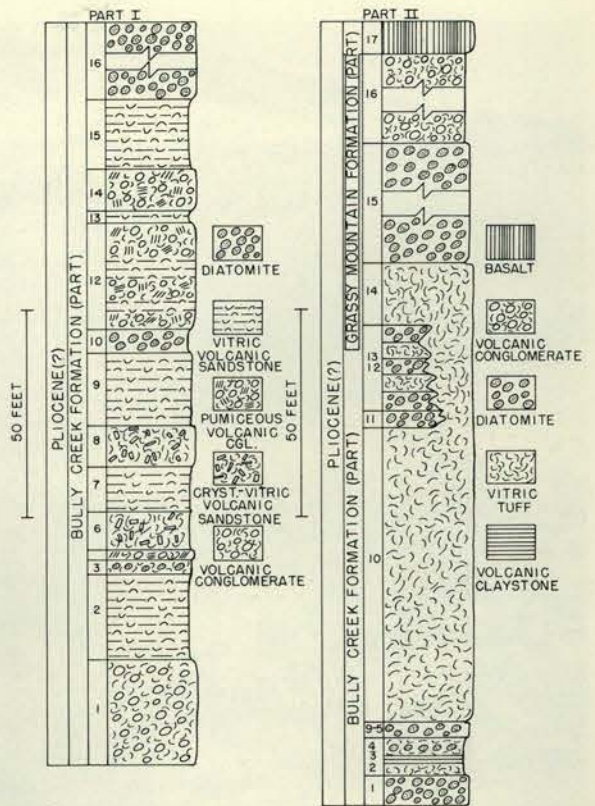 PART I
PART II
16
15
14
13
12
10
9
8
7
6
3
2
1
50 FEET
PLIOCENE(?)
BULLY CREEK FORMATION (PART)
DIATOMITE
VITRIC
VOLCANIC
SANDSTONE
PUMICEOUS
VOLCANIC
CGL.
CRYST.-VITRIC
VOLCANIC
SANDSTONE
VOLCANIC
CONGLOMERATE
50 FEET
PLIOCENE(?)
GRASSY MOUNTAIN FORMATION (PART)
BULLY CREEK FORMATION (PART)
17
16
15
14
13
12
11
10
9-5
4
3
2
1
BASALT
VOLCANIC
CONGLOMERATE
DIATOMITE
VITRIC
TUFF
VOLCANIC
CLAYSTONE